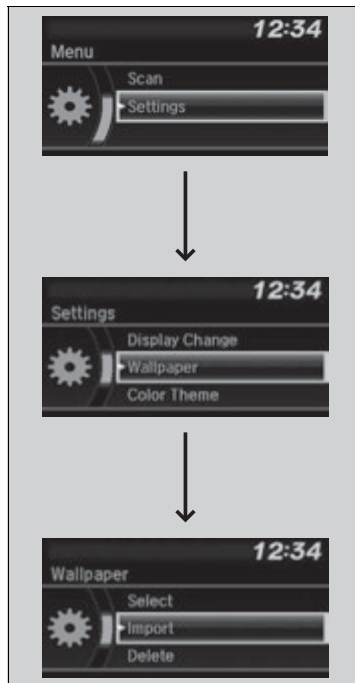 12:34
Menu
Scan
Settings
12:34
Settings
Display Change
Wallpaper
Color Theme
12:34
Wallpaper
Select
Import
Delete